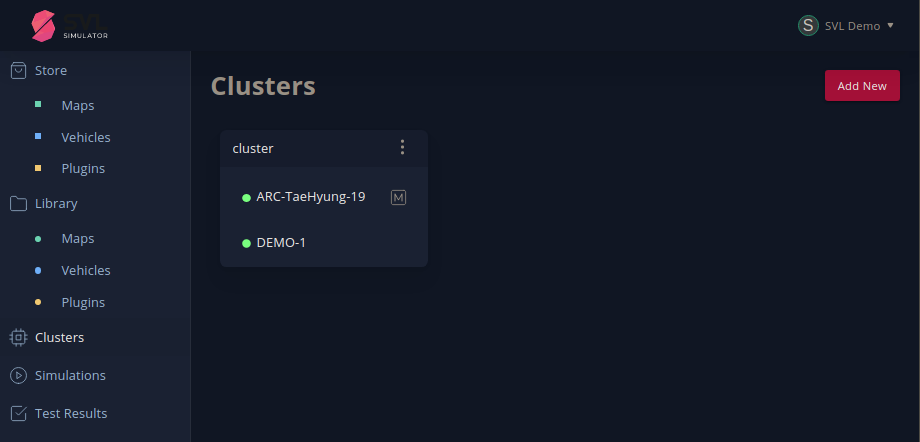 SVL
SIMULATOR
S SVL Demo
Store
Maps
Vehicles
Plugins
Library
Maps
Vehicles
Plugins
Clusters
Simulations
Test Results
Clusters
Add New
cluster
ARC-TaeHyung-19 M
DEMO-1